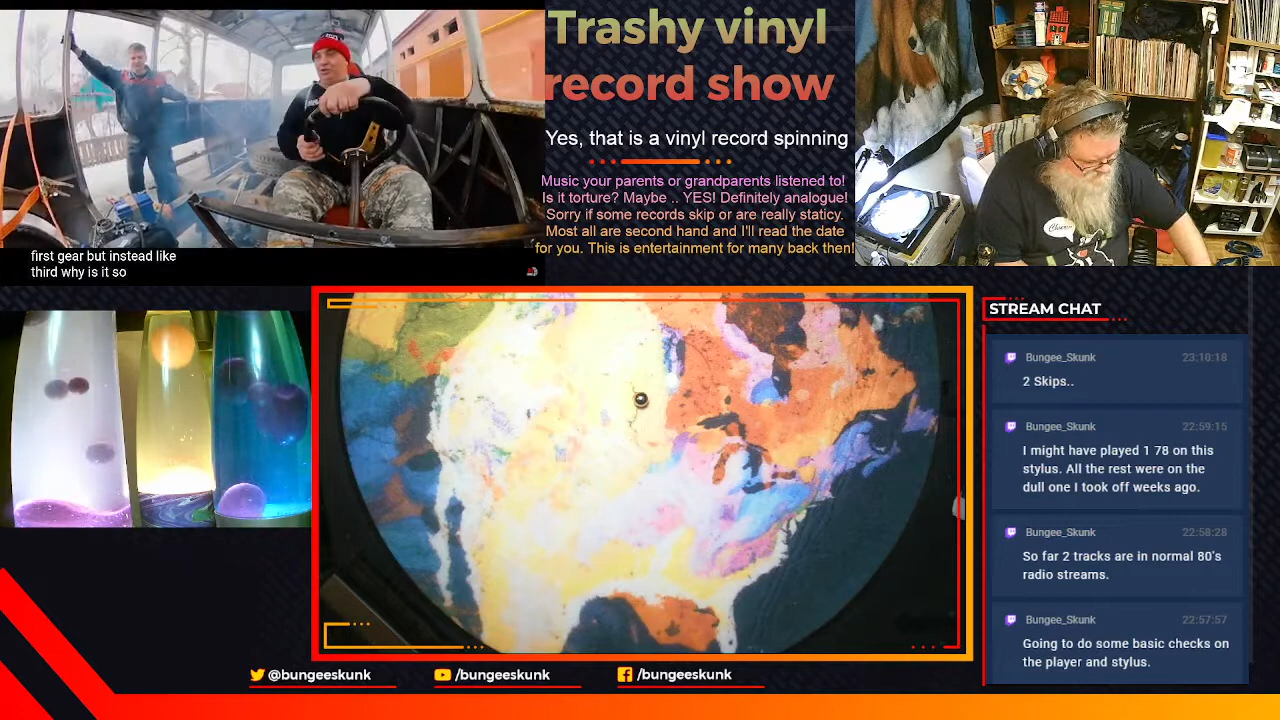 Trashy vinyl
record show
Yes, that is a vinyl record spinning
Music your parents or grandparents listened to!
Is it torture? Maybe .. YES! Definitely analogue!
Sorry if some records skip or are really staticy.
Most all are second hand and I'll read the date
for you. This is entertainment for many back then!
first gear but instead like
third why is it so
STREAM CHAT
Bungee_Skunk 23:10:18
2 Skips..
Bungee_Skunk 22:59:15
I might have played 1 78 on this
stylus. All the rest were on the
dull one I took off weeks ago.
Bungee_Skunk 22:58:28
So far 2 tracks are in normal 80's
radio streams.
Bungee_Skunk 22:57:57
Going to do some basic checks on
the player and stylus.
@bungeeskunk
/bungeeskunk
/bungeeskunk